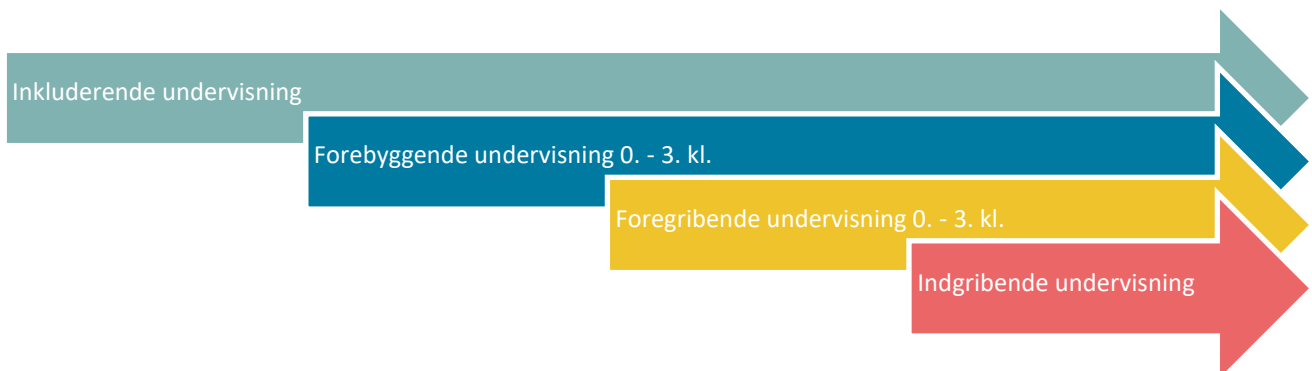 Inkluderende undervisning
Forebyggende undervisning 0. - 3. kl.
Foregribende undervisning 0. - 3. kl.
Indgribende undervisning